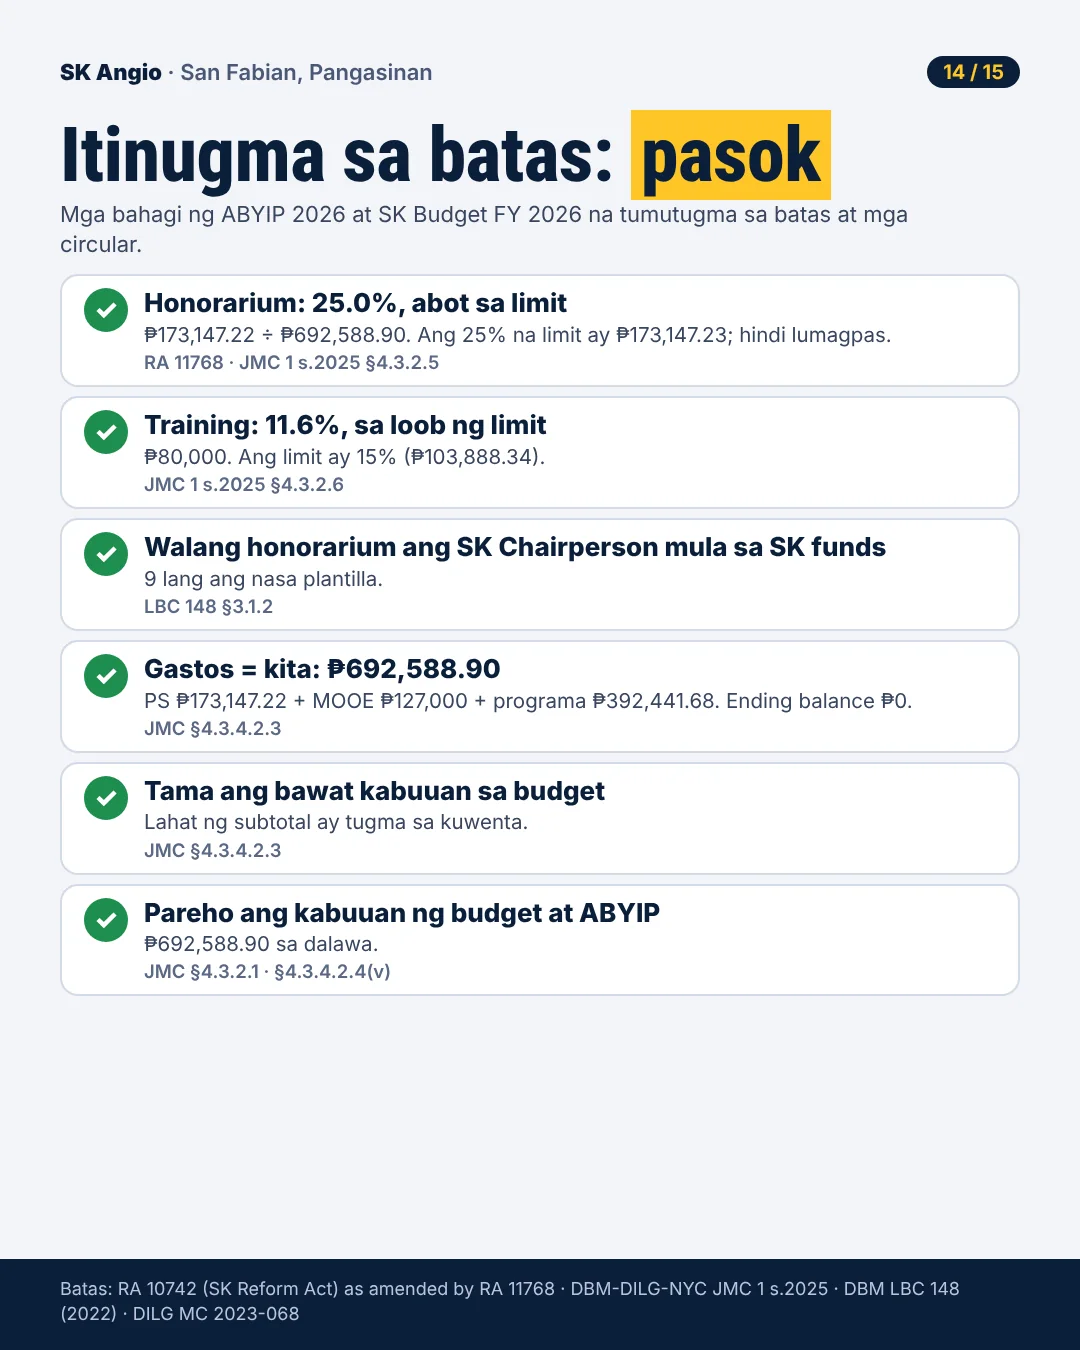 SK Angio · San Fabian, Pangasinan
14 / 15
Itinugma sa batas: pasok
Mga bahagi ng ABYIP 2026 at SK Budget FY 2026 na tumutugma sa batas at mga
circular.
Honorarium: 25.0%, abot sa limit
₱173,147.22 ÷ ₱692,588.90. Ang 25% na limit ay ₱173,147.23; hindi lumagpas.
RA 11768 · JMC 1 s.2025 §4.3.2.5
Training: 11.6%, sa loob ng limit
₱80,000. Ang limit ay 15% (₱103,888.34).
JMC 1 s.2025 §4.3.2.6
Walang honorarium ang SK Chairperson mula sa SK funds
9 lang ang nasa plantilla.
LBC 148 §3.1.2
Gastos = kita: ₱692,588.90
PS ₱173,147.22 + MOOE ₱127,000 + programa ₱392,441.68. Ending balance ₱0.
JMC §4.3.4.2.3
Tama ang bawat kabuuan sa budget
Lahat ng subtotal ay tugma sa kuwenta.
JMC §4.3.4.2.3
Pareho ang kabuuan ng budget at ABYIP
₱692,588.90 sa dalawa.
JMC §4.3.2.1 · §4.3.4.2.4(v)
Batas: RA 10742 (SK Reform Act) as amended by RA 11768 · DBM-DILG-NYC JMC 1 s.2025 · DBM LBC 148
(2022) · DILG MC 2023-068